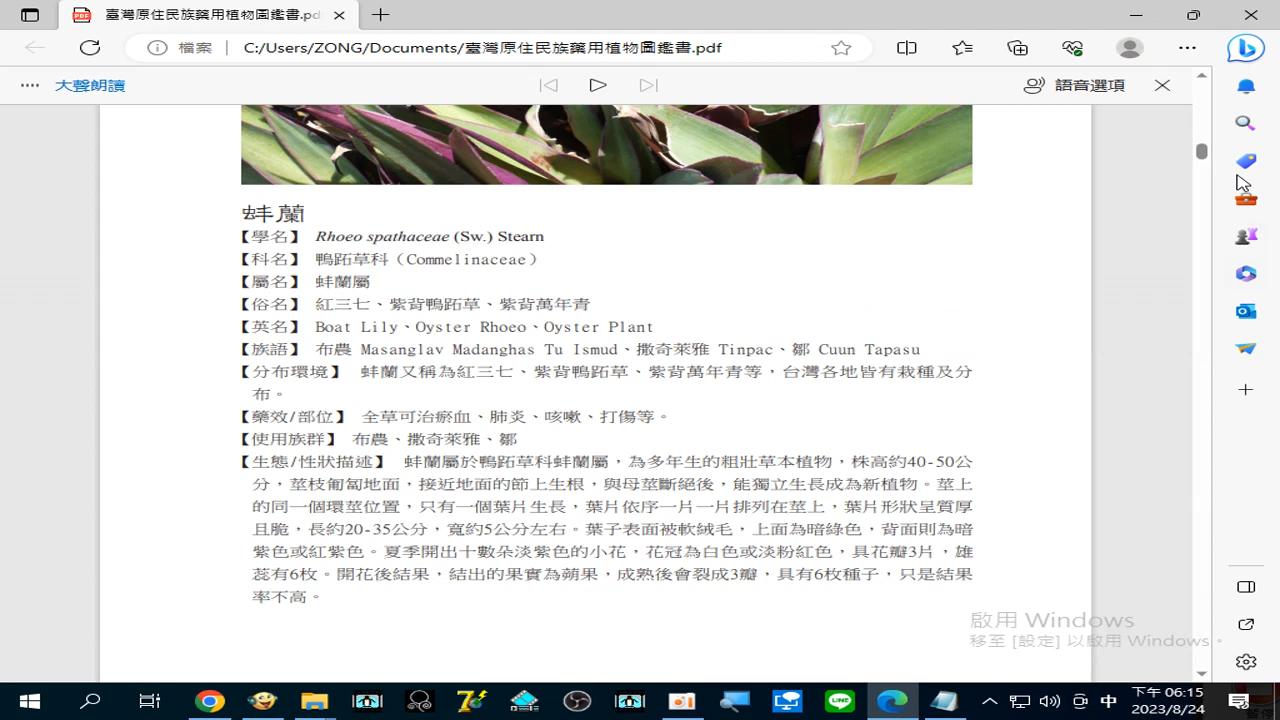 臺灣原住民族藥用植物圖鑑書.pd
檔案 C:/Users/ZONG/Documents/臺灣原住民族藥用植物圖鑑書.pdf
大聲朗讀 語音選項
蚌蘭
【學名】 Rhoeo spathaceae (Sw.) Stearn
【科名】 鴨跖草科（Commelinaceae）
【屬名】 蚌蘭屬
【俗名】 紅三七、紫背鴨跖草、紫背萬年青
【英名】 Boat Lily、Oyster Rhoeo、Oyster Plant
【族語】 布農 Masanglav Madanghas Tu Ismud、撒奇萊雅 Tinpac、鄒 Cuun Tapasu
【分布環境】 蚌蘭又稱為紅三七、紫背鴨跖草、紫背萬年青等，台灣各地皆有栽種及分
布。
【藥效/部位】 全草可治瘀血、肺炎、咳嗽、打傷等。
【使用族群】 布農、撒奇萊雅、鄒
【生態/性狀描述】 蚌蘭屬於鴨跖草科蚌蘭屬，為多年生的粗壯草本植物，株高約40-50公
分，莖枝匍匐地面，接近地面的節上生根，與母莖斷絕後，能獨立生長成為新植物。莖上
的同一個環莖位置，只有一個葉片生長，葉片依序一片一片排列在莖上，葉片形狀呈質厚
且脆，長約20-35公分，寬約5公分左右。葉子表面被軟絨毛，上面為暗綠色，背面則為暗
紫色或紅紫色。夏季開出十數朵淡紫色的小花，花冠為白色或淡粉紅色，具花瓣3片，雄
蕊有6枚。開花後結果，結出的果實為蒴果，成熟後會裂成3瓣，具有6枚種子，只是結果
率不高。
啟用 Windows
移至 [設定] 以啟用 Windows。
中 下午 06:15
2023/8/24